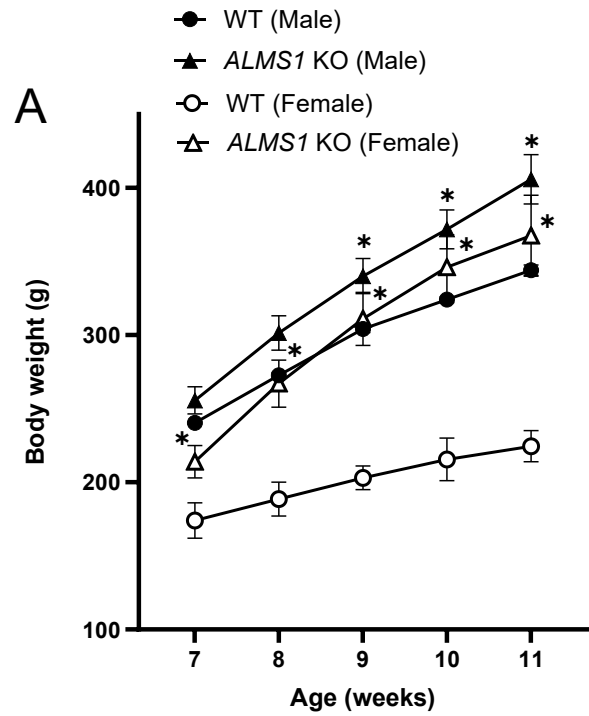 WT (Male)
ALMS1 KO (Male)
A
WT (Female)
ALMS1 KO (Female)
*
400
*
*
*
*
*
300
*
*
Body weight (g)
200
100
7 8 9 10 11
Age (weeks)